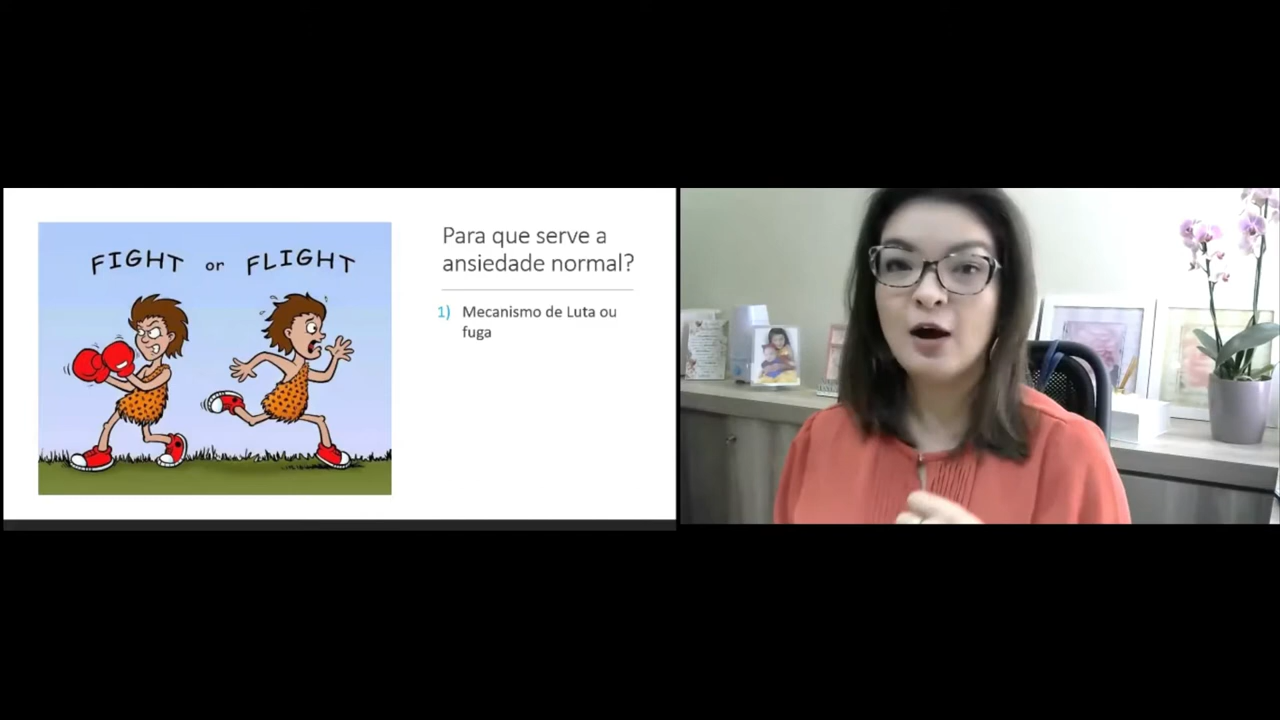 FIGHT or FLIGHT
Para que serve a
ansiedade normal?
1) Mecanismo de Luta ou
fuga